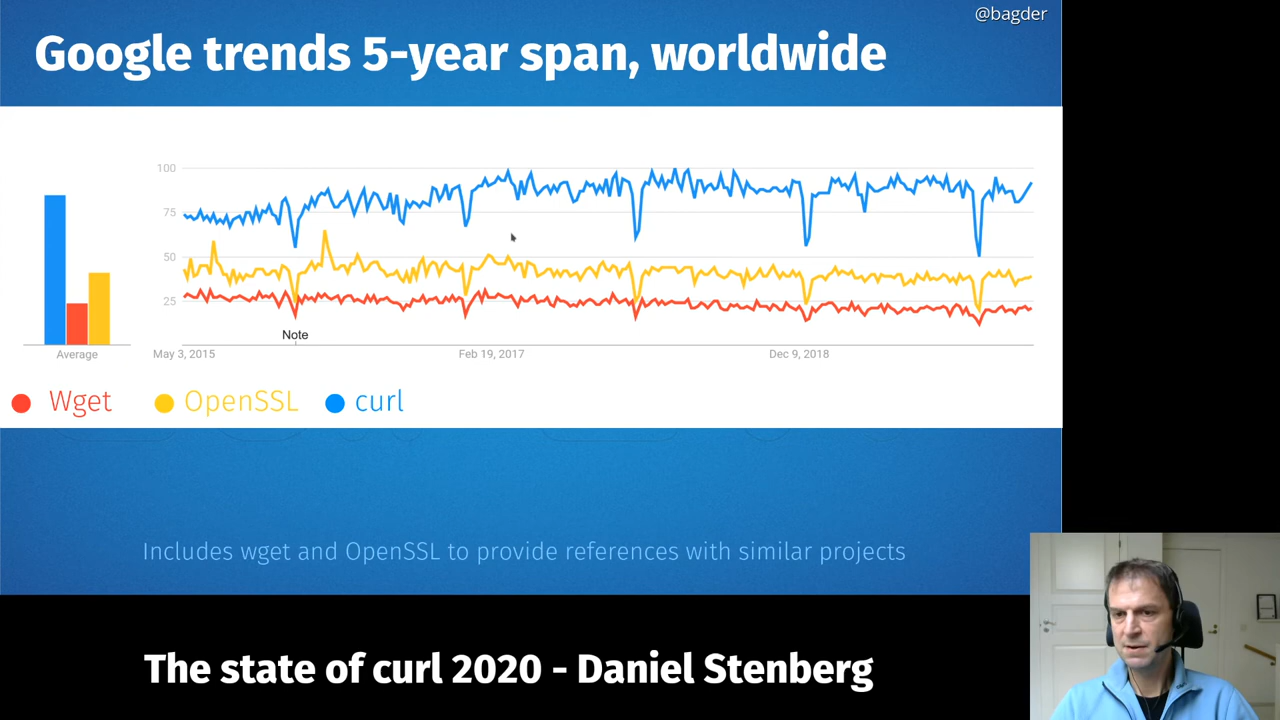 @bagder
Google trends 5-year span, worldwide
100
75
50
25
Note
Average
May 3, 2015
Feb 19, 2017
Dec 9, 2018
Wget
OpenSSL
curl
Includes wget and OpenSSL to provide references with similar projects
The state of curl 2020 - Daniel Stenberg